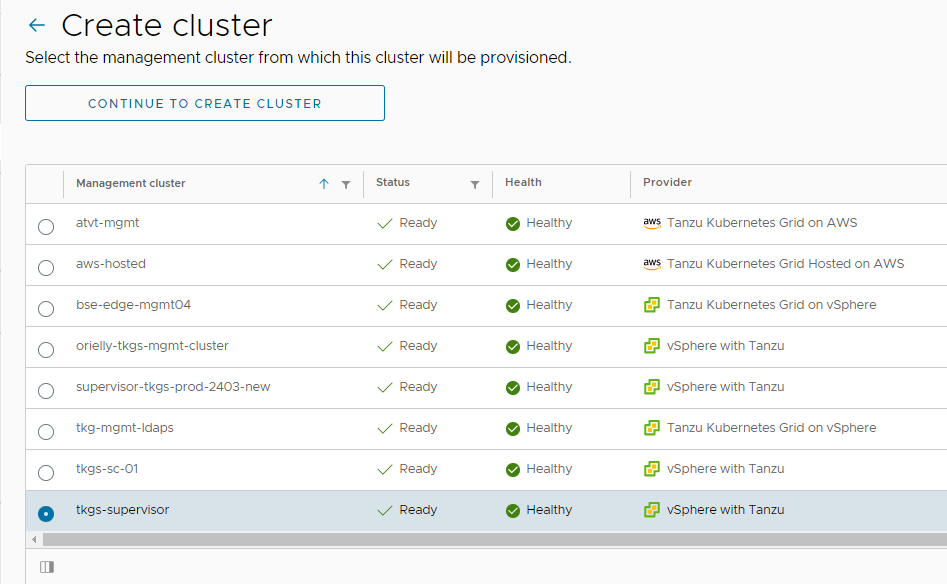 Create cluster
Select the management cluster from which this cluster will be provisioned.
CONTINUE TO CREATE CLUSTER
Management cluster Status Health Provider
atvt-mgmt Ready Healthy aws Tanzu Kubernetes Grid on AWS
aws-hosted Ready Healthy aws Tanzu Kubernetes Grid Hosted on AWS
bse-edge-mgmt04 Ready Healthy Tanzu Kubernetes Grid on vSphere
orielly-tkgs-mgmt-cluster Ready Healthy vSphere with Tanzu
supervisor-tkgs-prod-2403-new Ready Healthy vSphere with Tanzu
tkg-mgmt-ldaps Ready Healthy Tanzu Kubernetes Grid on vSphere
tkgs-sc-01 Ready Healthy vSphere with Tanzu
tkgs-supervisor Ready Healthy vSphere with Tanzu